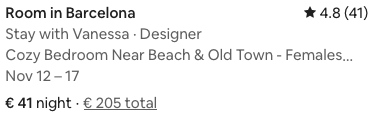 Room in Barcelona ★ 4.8 (41)
Stay with Vanessa · Designer
Cozy Bedroom Near Beach & Old Town - Females...
Nov 12 – 17
€ 41 night · € 205 total